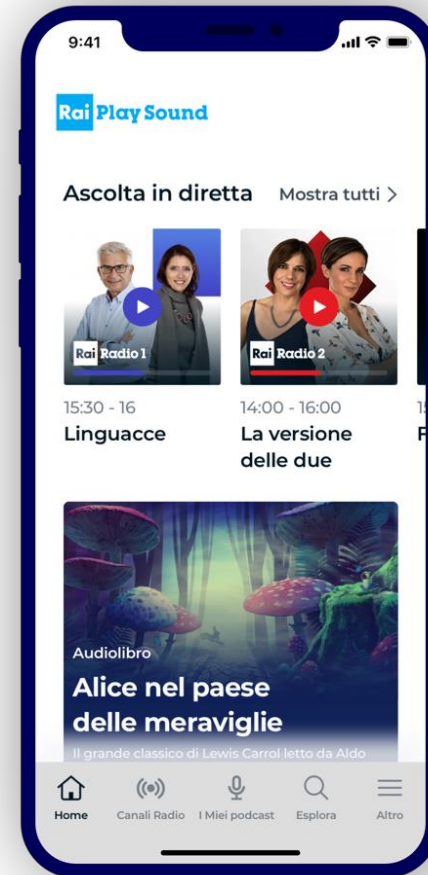 9:41
Rai Play Sound
Ascolta in diretta Mostra tutti >
Rai Radio 1
Rai Radio 2
15:30 - 16
14:00 - 16:00
Linguacce
La versione
delle due
Audiolibro
Alice nel paese
delle meraviglie
Il grande classico di Lewis Carrol letto da Aldo
Home Canali Radio I Miei podcast Esplora Altro